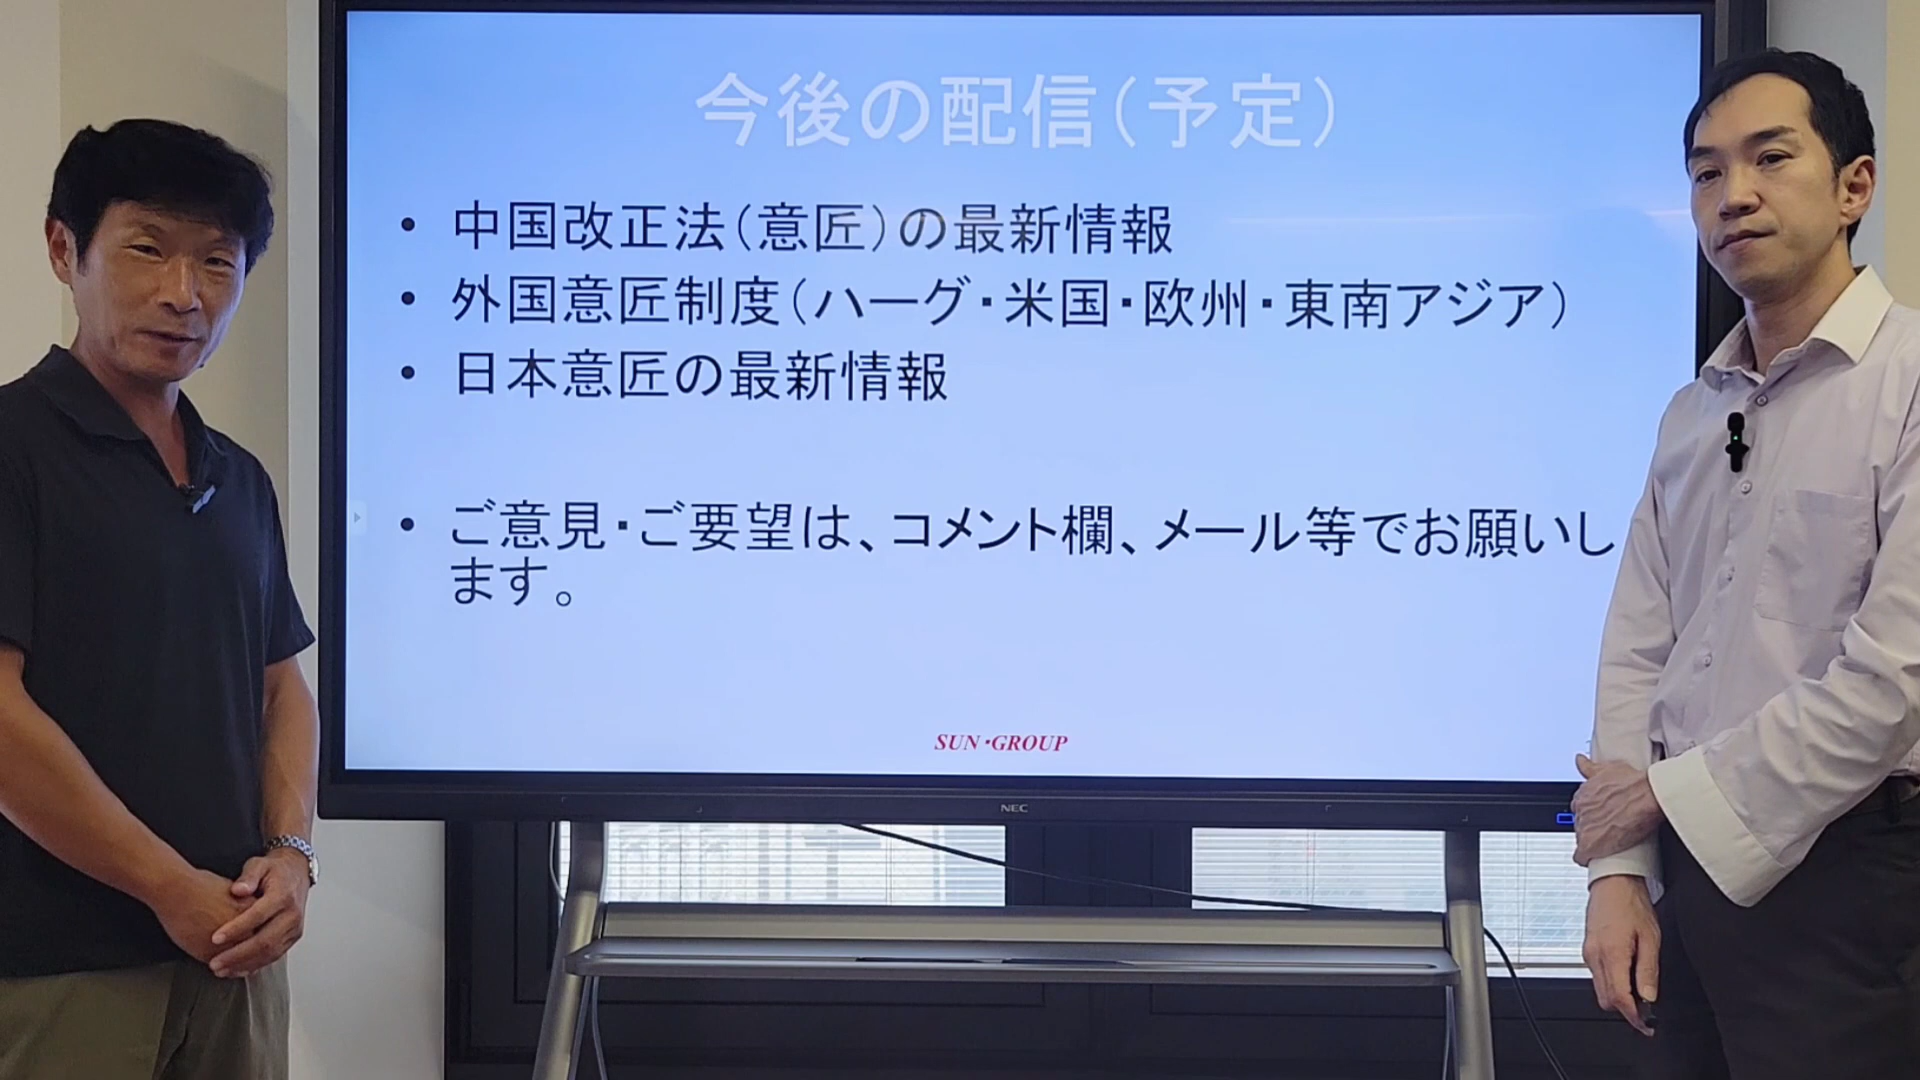 今後の配信（予定）
• 中国改正法（意匠）の最新情報
• 外国意匠制度（ハーグ・米国・欧州・東南アジア）
• 日本意匠の最新情報
• ご意見・ご要望は、コメント欄、メール等でお願いし
ます。
SUN・GROUP
NEC